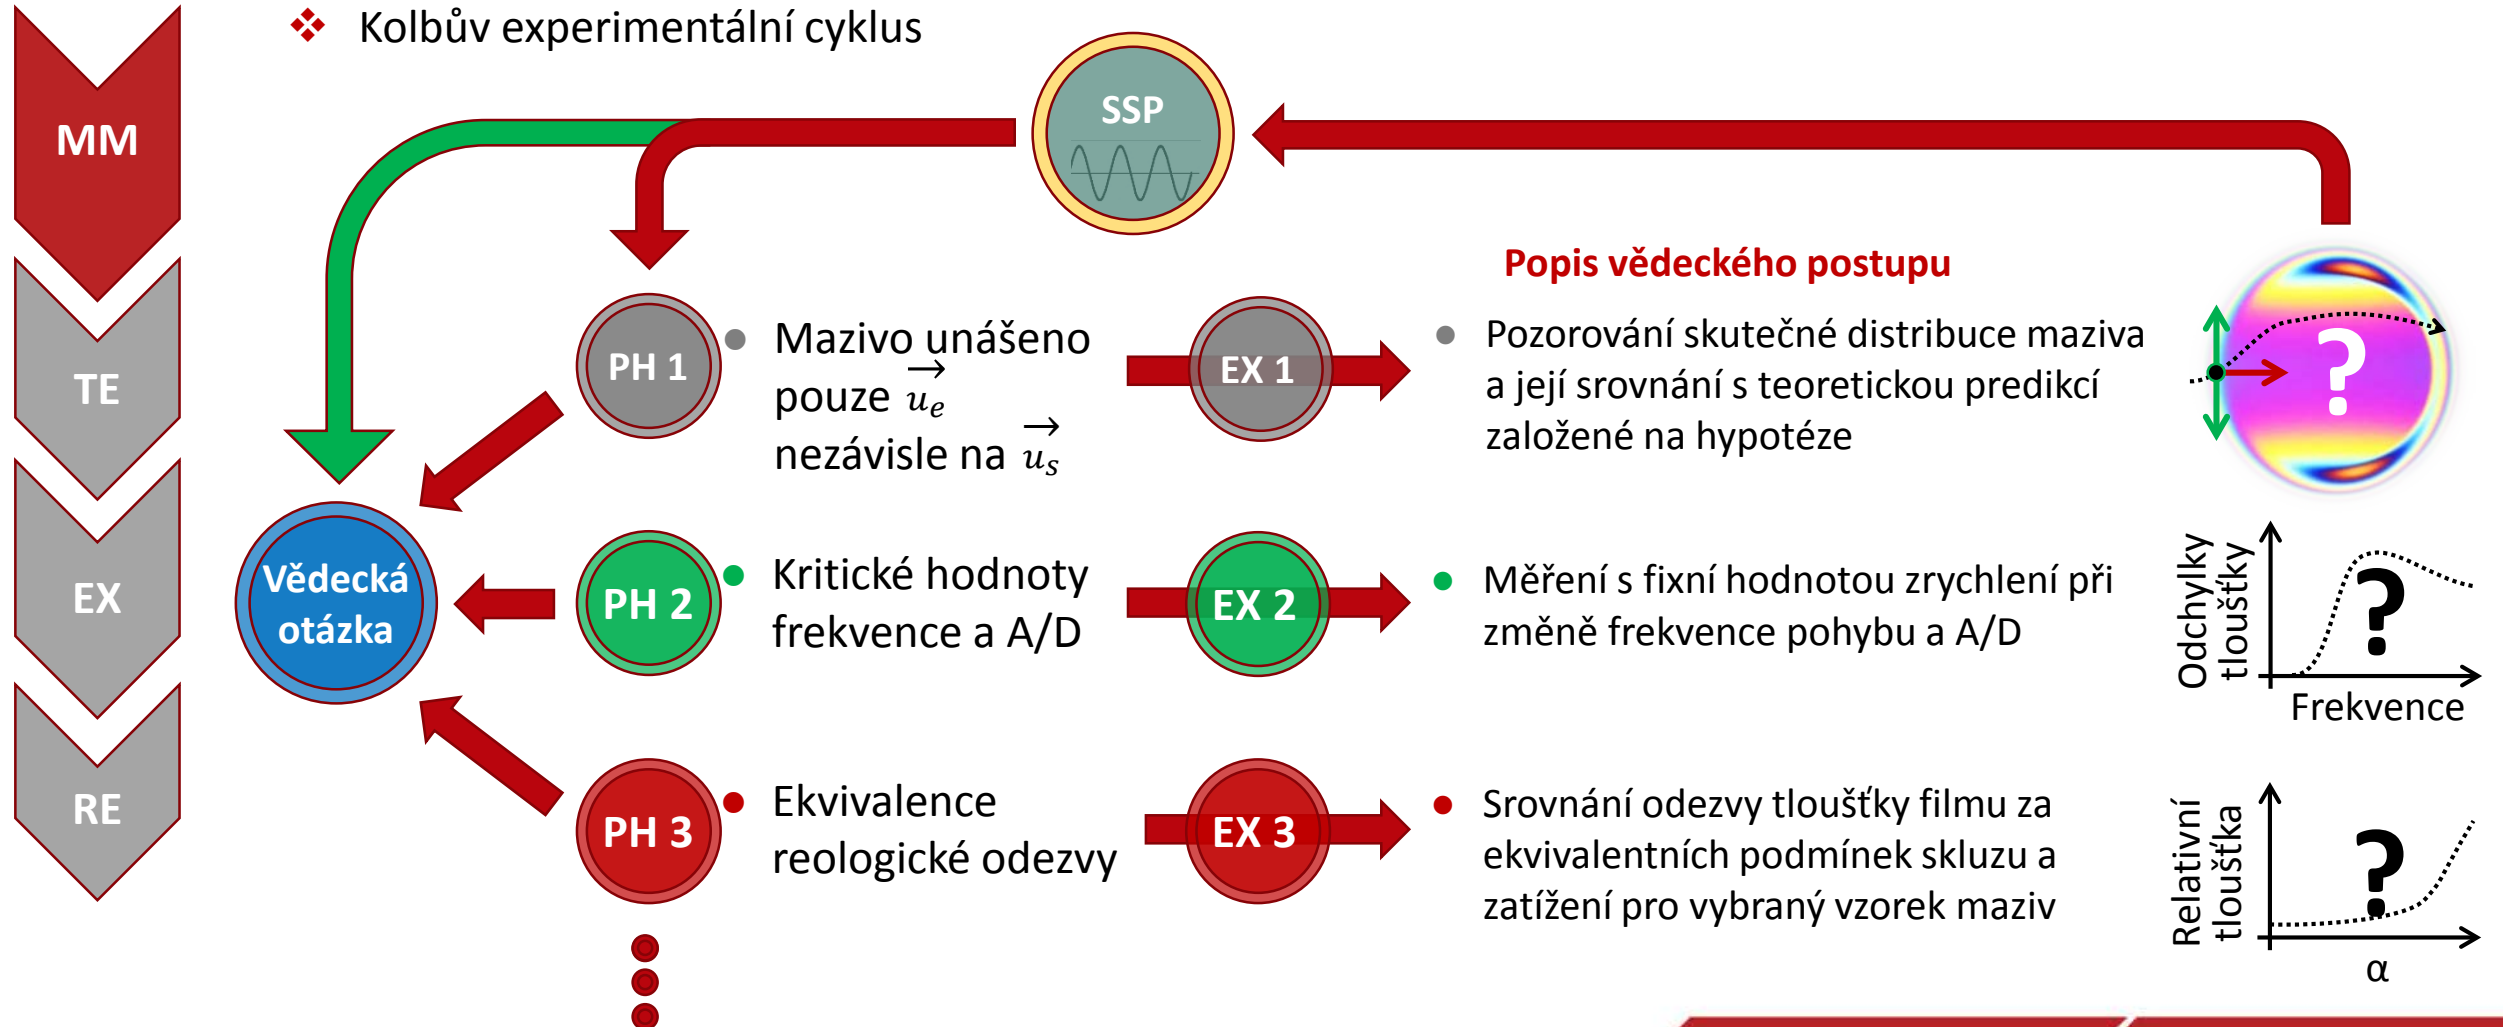 Kolbův experimentální cyklus
MM
TE
EX
RE
SSP
Popis vědeckého postupu
PH 1
Mazivo unášeno
pouze u⃗ₑ
nezávisle na u⃗ₛ
EX 1
Pozorování skutečné distribuce maziva
a její srovnání s teoretickou predikcí
založené na hypotéze
?
Vědecká
otázka
PH 2
Kritické hodnoty
frekvence a A/D
EX 2
Měření s fixní hodnotou zrychlení při
změně frekvence pohybu a A/D
Odchylky
tloušťky
?
Frekvence
PH 3
Ekvivalence
reologické odezvy
EX 3
Srovnání odezvy tloušťky filmu za
ekvivalentních podmínek skluzu a
zatížení pro vybraný vzorek maziv
Relativní
tloušťka
?
α